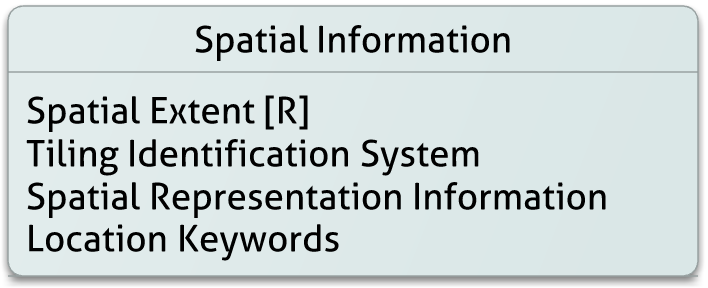 Spatial Information
Spatial Extent [R]
Tiling Identification System
Spatial Representation Information
Location Keywords